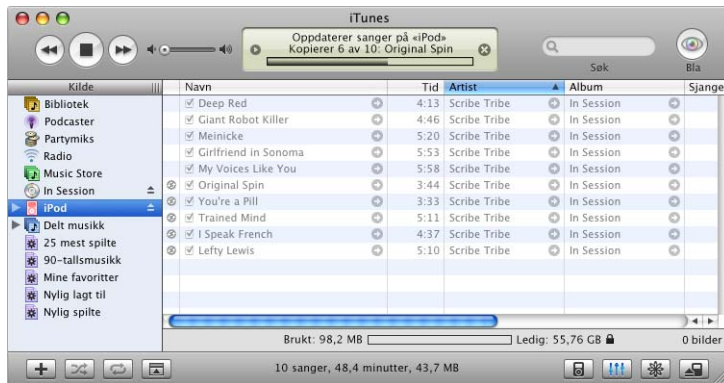 iTunes
Oppdaterer sanger på «iPod»
Kopierer 6 av 10: Original Spin
Søk
Bla
Kilde
Bibliotek
Podcaster
Partymiks
Radio
Music Store
In Session
iPod
Delt musikk
25 mest spilte
90-tallsmusikk
Mine favoritter
Nylig lagt til
Nylig spilte
Navn Tid Artist Album Sjange
Deep Red 4:13 Scribe Tribe In Session
Giant Robot Killer 4:46 Scribe Tribe In Session
Meinicke 5:20 Scribe Tribe In Session
Girlfriend in Sonoma 5:53 Scribe Tribe In Session
My Voices Like You 5:58 Scribe Tribe In Session
Original Spin 3:44 Scribe Tribe In Session
You're a Pill 3:33 Scribe Tribe In Session
Trained Mind 5:11 Scribe Tribe In Session
I Speak French 4:37 Scribe Tribe In Session
Lefty Lewis 5:10 Scribe Tribe In Session
Brukt: 98,2 MB Ledig: 55,76 GB 0 bilder
10 sanger, 48,4 minutter, 43,7 MB